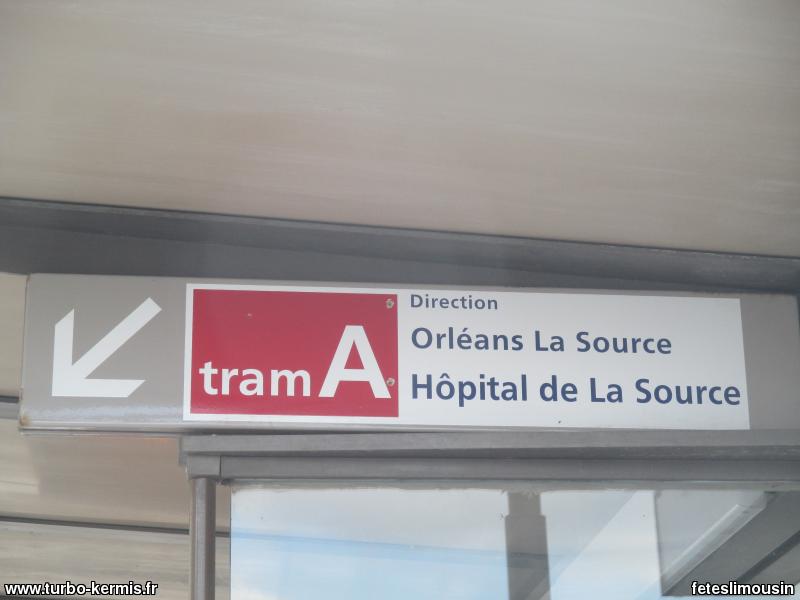 tram A
Direction
Orléans La Source
Hôpital de La Source
www.turbo-kermis.fr
feteslimousin